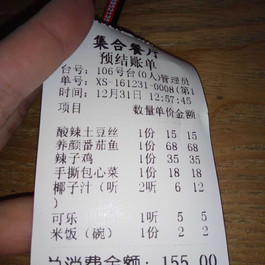 集合餐厅
预结账单
台号：106号台(0人)管理员
单号：XS-161231-0008(第1
时间：12月31日 12:57:45
项目 数量单价金额
酸辣土豆丝 1份 15 15
养颜番茄鱼 1份 68 68
辣子鸡 1份 35 35
手撕包心菜 1份 18 18
椰子汁（听 2听 6 12
）
可乐 1听 5 5
米饭（碗） 1份 2 2
总消费金额：155.00